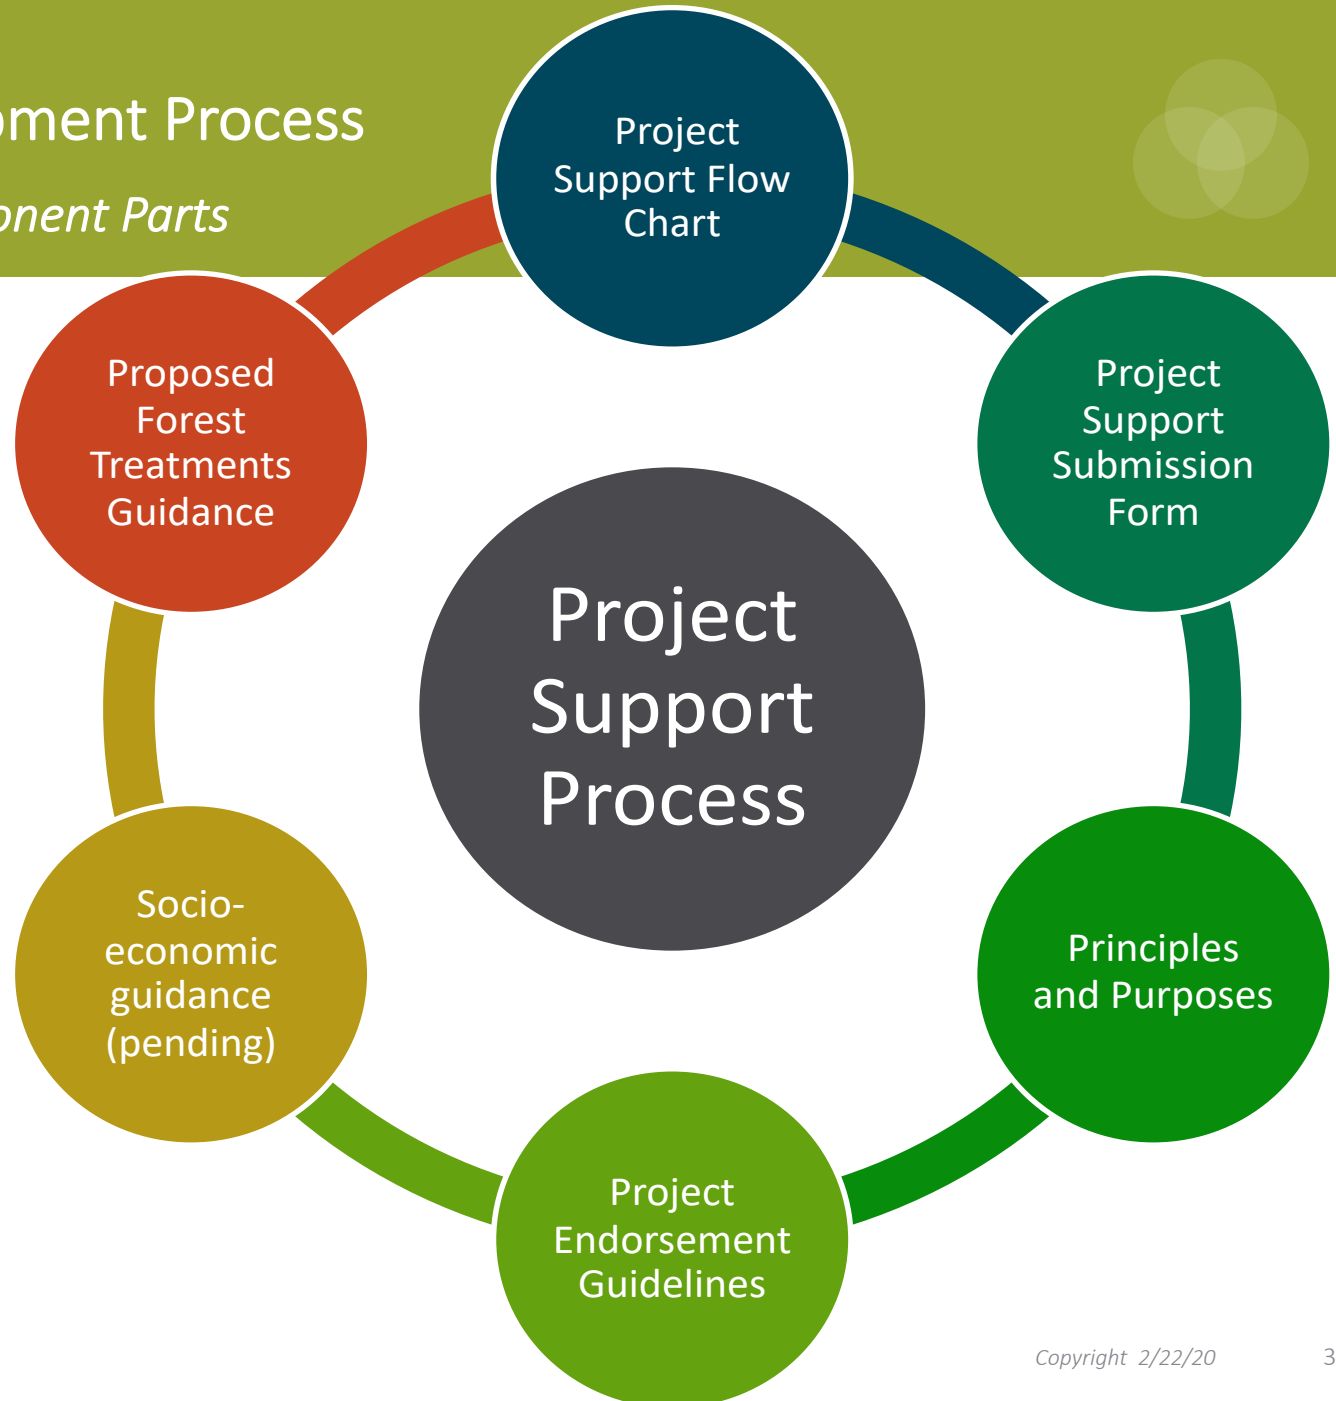 pment Process
onent Parts
Project
Support Flow
Chart
Project
Support
Submission
Form
Principles
and Purposes
Project
Endorsement
Guidelines
Socio-
economic
guidance
(pending)
Proposed
Forest
Treatments
Guidance
Project
Support
Process
Copyright 2/22/20
3